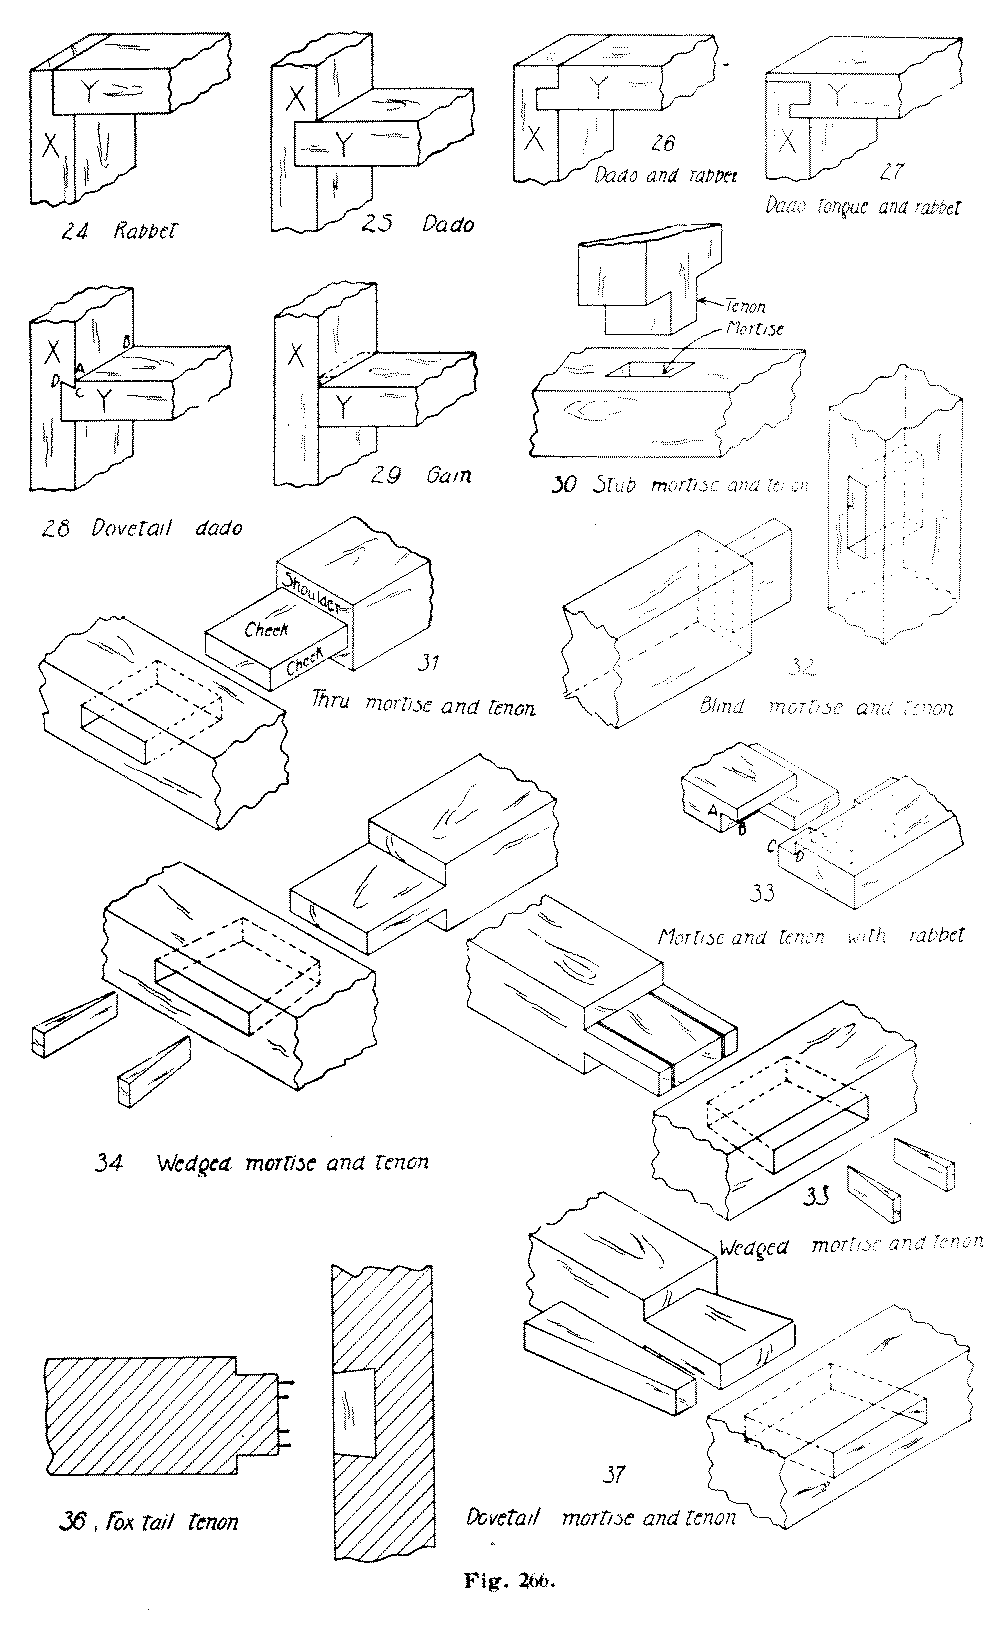 X
Y
24 Rabbet
X
Y
25 Dado
X
Y
26
Dado and rabbet
X
Y
27
Dado tongue and rabbet
X
A
B
C
D
Y
28 Dovetail dado
X
Y
29 Gain
Tenon
Mortise
30 Stub mortise and tenon
Shoulder
Cheek
Cheek
31
Thru mortise and tenon
32
Blind mortise and tenon
A
B
C
D
33
Mortise and tenon with rabbet
34 Wedged mortise and tenon
35
Wedged mortise and tenon
36, Fox tail tenon
37
Dovetail mortise and tenon
Fig. 266.